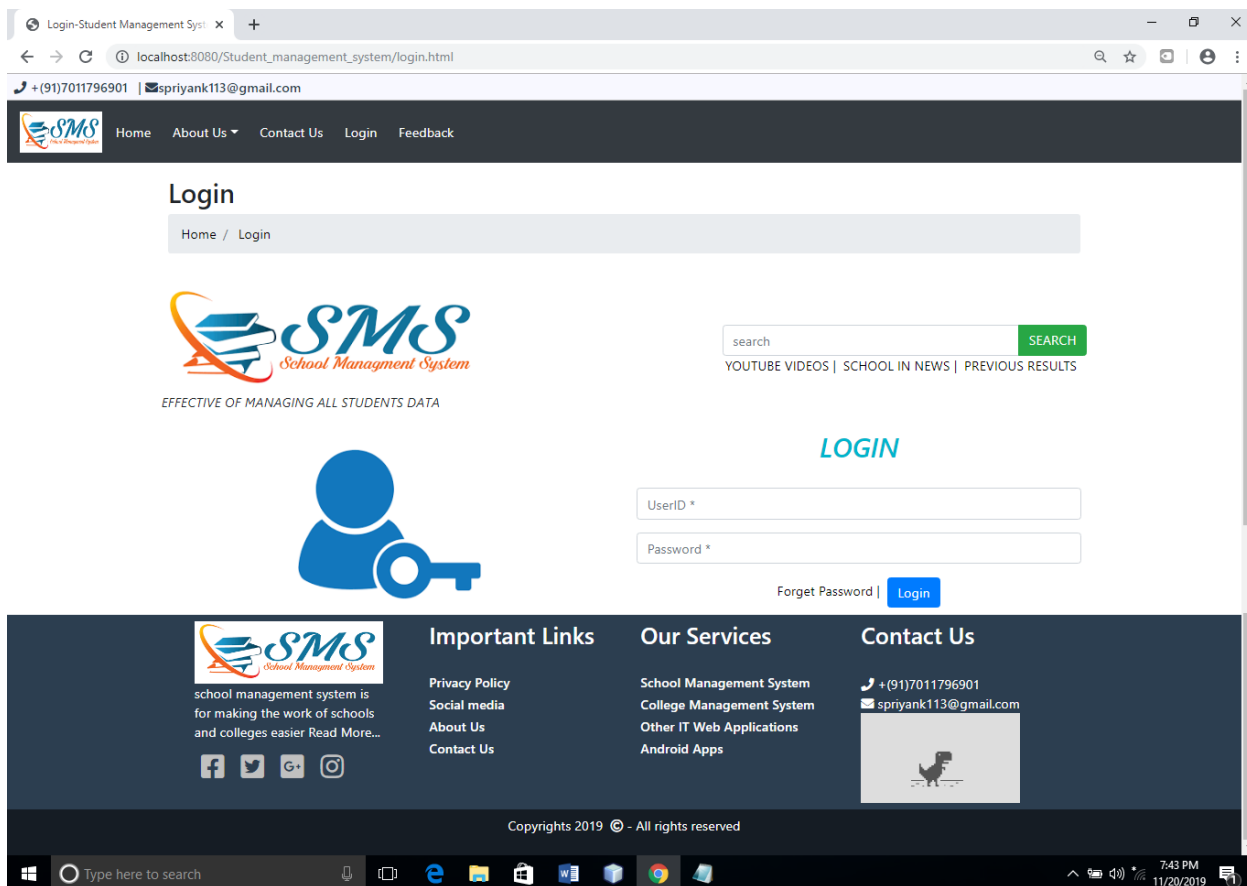 Login-Student Management Syst
localhost:8080/Student_management_system/login.html
+(91)7011796901 | spriyank113@gmail.com
SMS
Home About Us Contact Us Login Feedback
Login
Home / Login
SMS
School Managment System
EFFECTIVE OF MANAGING ALL STUDENTS DATA
search SEARCH
YOUTUBE VIDEOS | SCHOOL IN NEWS | PREVIOUS RESULTS
LOGIN
UserID *
Password *
Forget Password | Login
SMS
School Managment System
school management system is
for making the work of schools
and colleges easier Read More...
Important Links
Privacy Policy
Social media
About Us
Contact Us
Our Services
School Management System
College Management System
Other IT Web Applications
Android Apps
Contact Us
+(91)7011796901
spriyank113@gmail.com
Copyrights 2019 © - All rights reserved
Type here to search
7:43 PM
11/20/2019
1